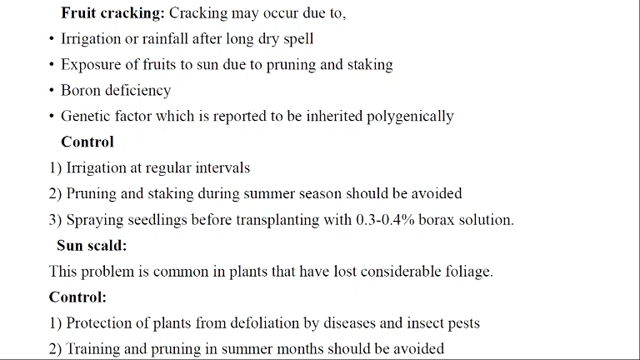 Fruit cracking: Cracking may occur due to,
• Irrigation or rainfall after long dry spell
• Exposure of fruits to sun due to pruning and staking
• Boron deficiency
• Genetic factor which is reported to be inherited polygenically
Control
1) Irrigation at regular intervals
2) Pruning and staking during summer season should be avoided
3) Spraying seedlings before transplanting with 0.3-0.4% borax solution.
Sun scald:
This problem is common in plants that have lost considerable foliage.
Control:
1) Protection of plants from defoliation by diseases and insect pests
2) Training and pruning in summer months should be avoided